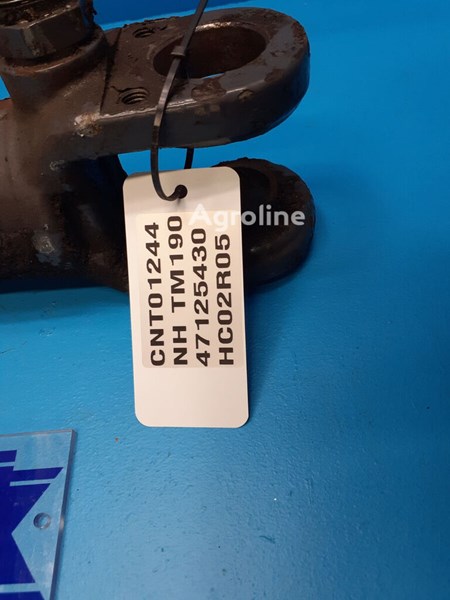 CNT01244
NH TM190
47125430
HC02R05
Agroline